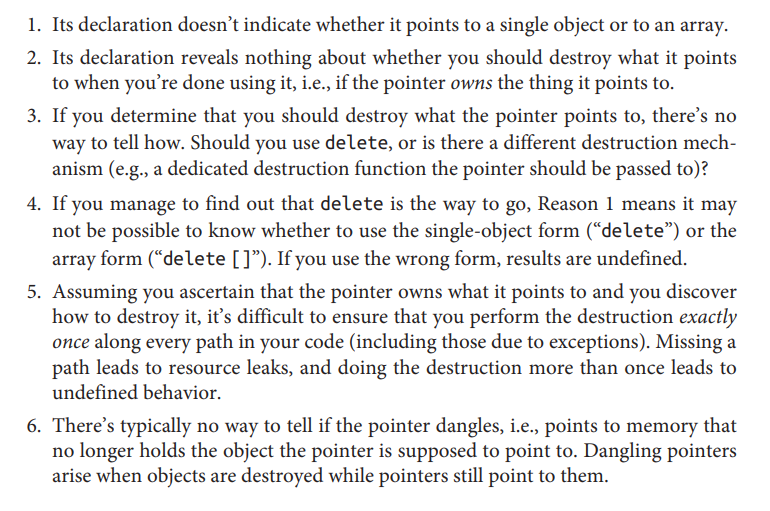 1. Its declaration doesn’t indicate whether it points to a single object or to an array.
2. Its declaration reveals nothing about whether you should destroy what it points
to when you’re done using it, i.e., if the pointer owns the thing it points to.
3. If you determine that you should destroy what the pointer points to, there’s no
way to tell how. Should you use delete, or is there a different destruction mech-
anism (e.g., a dedicated destruction function the pointer should be passed to)?
4. If you manage to find out that delete is the way to go, Reason 1 means it may
not be possible to know whether to use the single-object form (“delete”) or the
array form (“delete []”). If you use the wrong form, results are undefined.
5. Assuming you ascertain that the pointer owns what it points to and you discover
how to destroy it, it’s difficult to ensure that you perform the destruction exactly
once along every path in your code (including those due to exceptions). Missing a
path leads to resource leaks, and doing the destruction more than once leads to
undefined behavior.
6. There’s typically no way to tell if the pointer dangles, i.e., points to memory that
no longer holds the object the pointer is supposed to point to. Dangling pointers
arise when objects are destroyed while pointers still point to them.